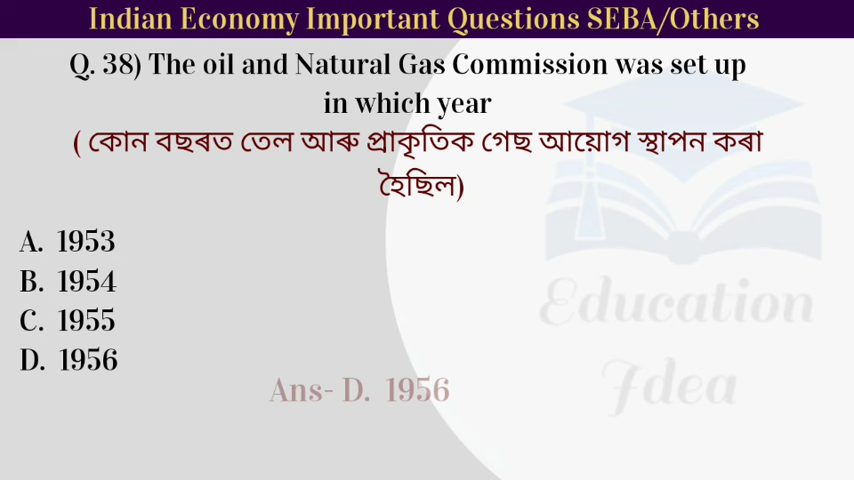 Indian Economy Important Questions SEBA/Others
Q. 38) The oil and Natural Gas Commission was set up
in which year
( কোন বছৰত তেল আৰু প্ৰাকৃতিক গেছ আয়োগ স্থাপন কৰা
হৈছিল)
A. 1953
B. 1954
C. 1955
D. 1956
Ans- D. 1956
Education
Idea